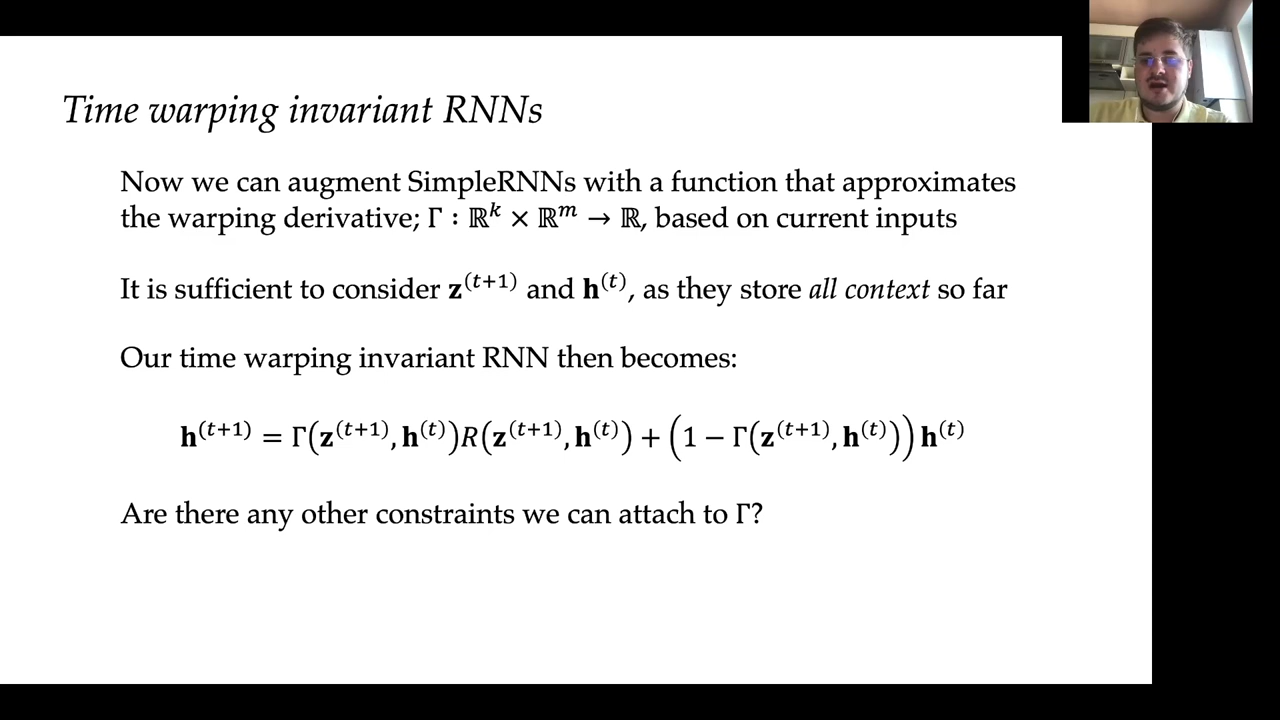 Time warping invariant RNNs
Now we can augment SimpleRNNs with a function that approximates
the warping derivative; Γ : ℝᵏ × ℝᵐ → ℝ, based on current inputs
It is sufficient to consider 𝐳⁽ᵗ⁺¹⁾ and 𝐡⁽ᵗ⁾, as they store all context so far
Our time warping invariant RNN then becomes:
𝐡⁽ᵗ⁺¹⁾ = Γ(𝐳⁽ᵗ⁺¹⁾, 𝐡⁽ᵗ⁾)R(𝐳⁽ᵗ⁺¹⁾, 𝐡⁽ᵗ⁾) + (1 − Γ(𝐳⁽ᵗ⁺¹⁾, 𝐡⁽ᵗ⁾))𝐡⁽ᵗ⁾
Are there any other constraints we can attach to Γ?